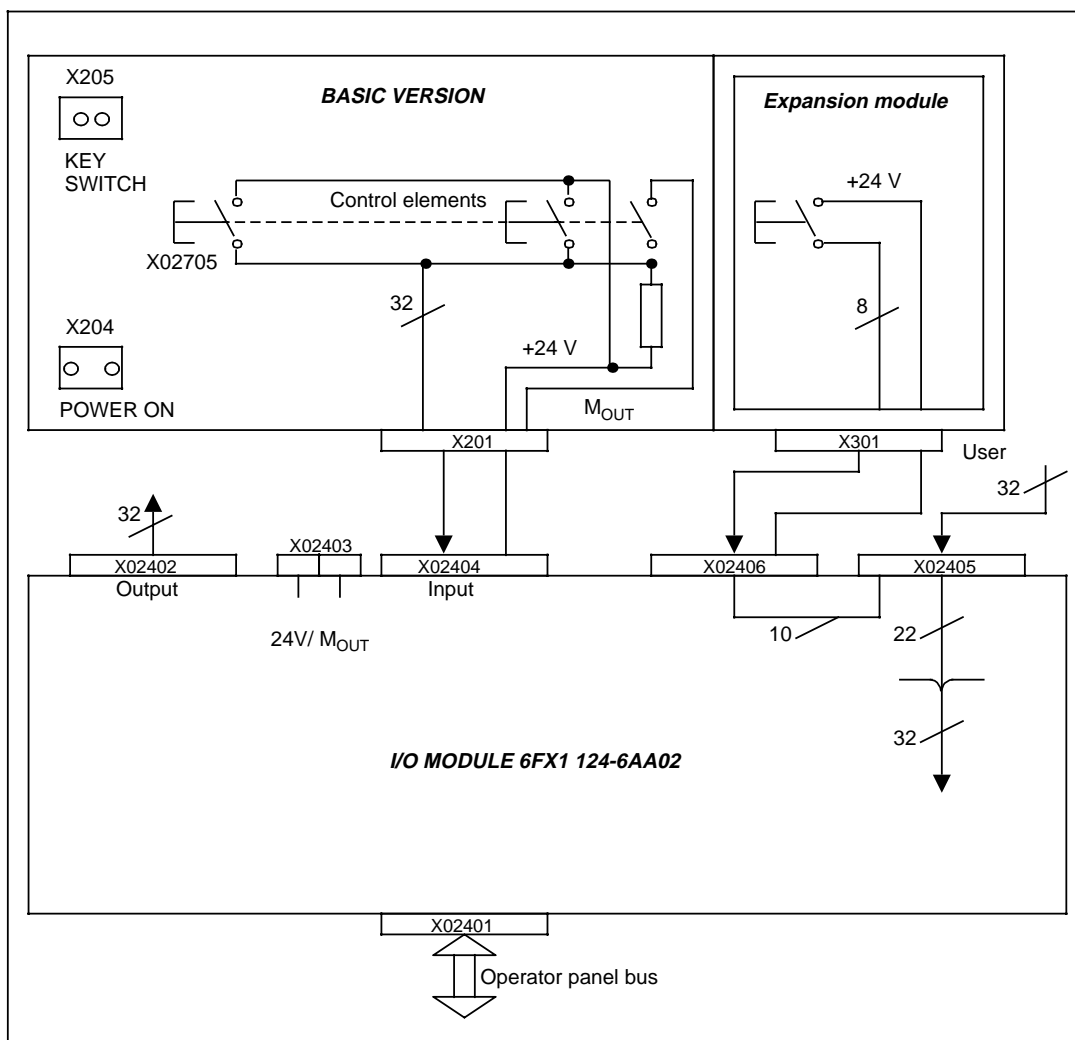 X205
BASIC VERSION
Expansion module
KEY
SWITCH
Control elements
+24 V
X02705
32
8
X204
+24 V
POWER ON
M_OUT
X201
X301
User
32
32
X02403
X02402
X02404
X02406
X02405
Output
Input
24V/ M_OUT
10
22
32
I/O MODULE 6FX1 124-6AA02
X02401
Operator panel bus